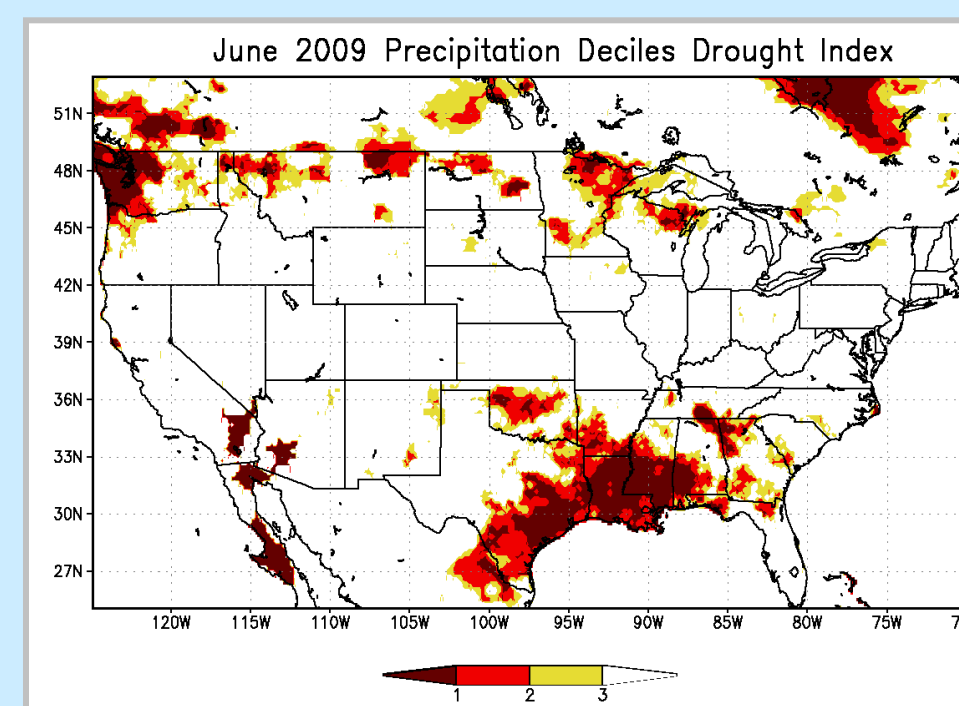 June 2009 Precipitation Deciles Drought Index
51N
48N
45N
42N
39N
36N
33N
30N
27N
120W 115W 110W 105W 100W 95W 90W 85W 80W 75W 7
1 2 3